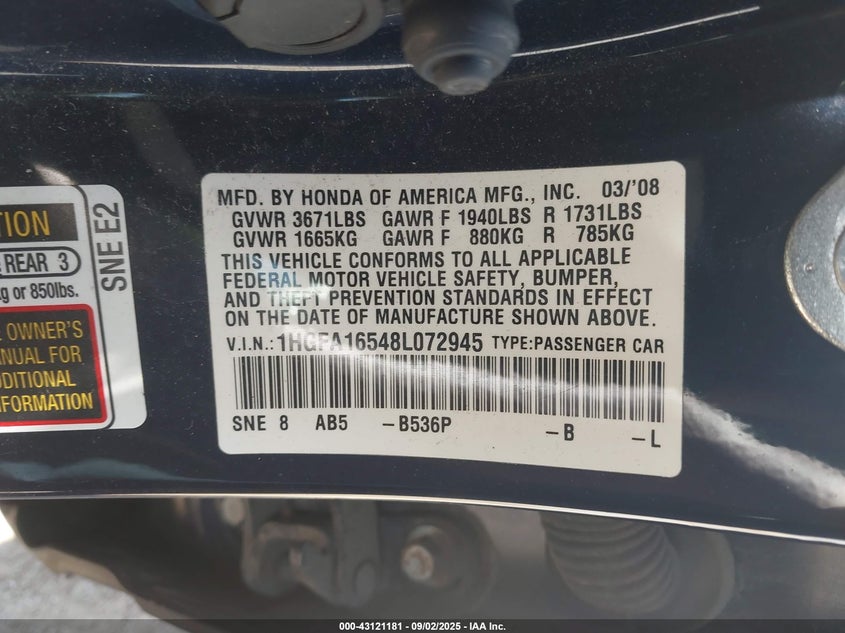 TION
REAR 3
g or 850lbs.
OWNER'S
ANUAL FOR
DDITIONAL
NFORMATION
SNE E2
MFD. BY HONDA OF AMERICA MFG., INC. 03/'08
GVWR 3671LBS GAWR F 1940LBS R 1731LBS
GVWR 1665KG GAWR F 880KG R 785KG
THIS VEHICLE CONFORMS TO ALL APPLICABLE
FEDERAL MOTOR VEHICLE SAFETY, BUMPER,
AND THEFT PREVENTION STANDARDS IN EFFECT
ON THE DATE OF MANUFACTURE SHOWN ABOVE.
V.I.N.: 1HGFA16548L072945 TYPE:PASSENGER CAR
SNE 8 AB5 -B536P -B -L
000-43121181 - 09/02/2025 - IAA Inc.